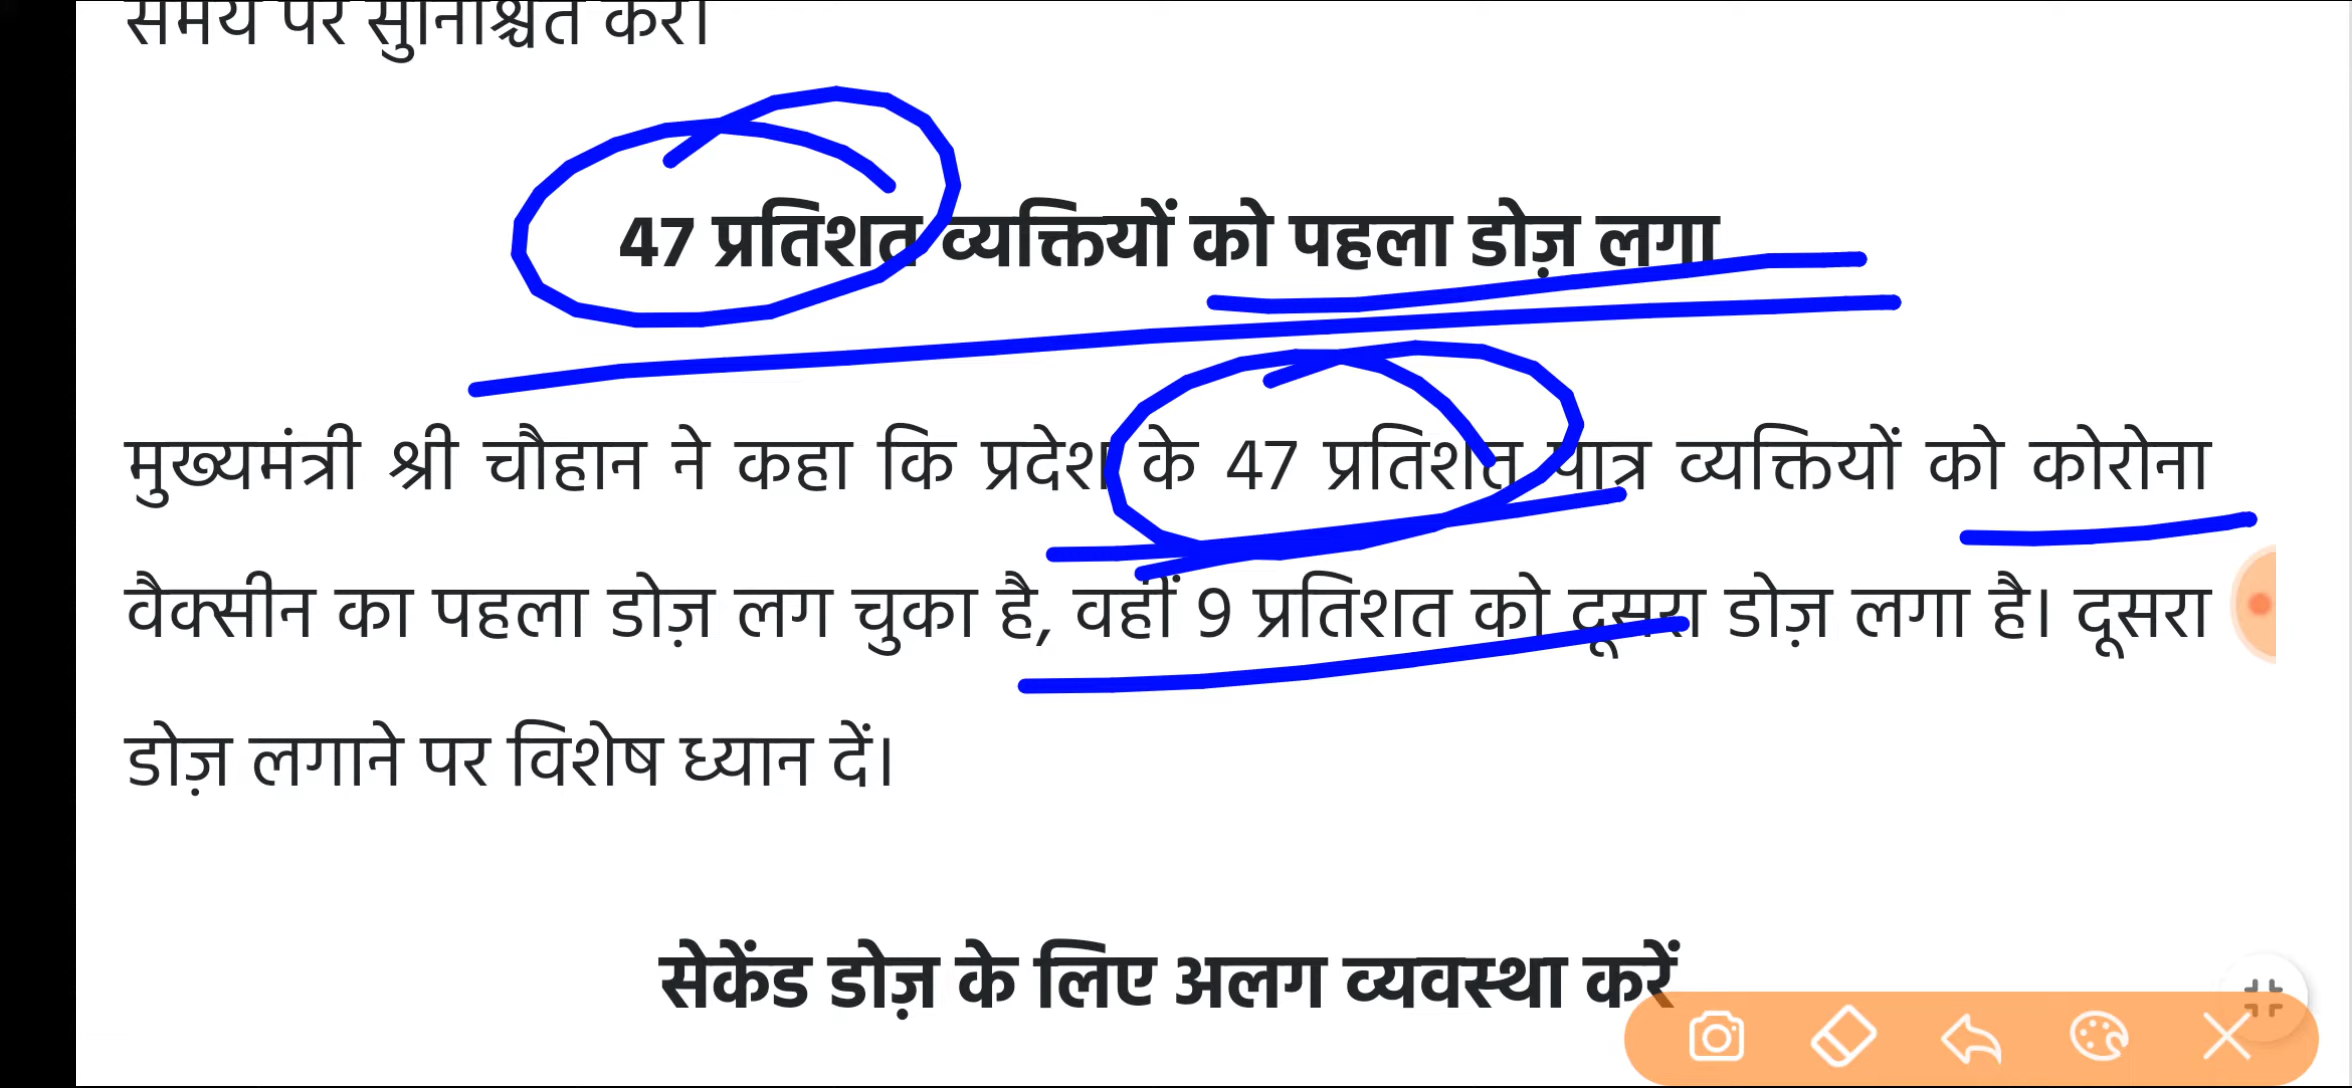 समय पर सुनिश्चित करें।
47 प्रतिशत व्यक्तियों को पहला डोज़ लगा
मुख्यमंत्री श्री चौहान ने कहा कि प्रदेश के 47 प्रतिशत पात्र व्यक्तियों को कोरोना
वैक्सीन का पहला डोज़ लग चुका है, वहीं 9 प्रतिशत को दूसरा डोज़ लगा है। दूसरा
डोज़ लगाने पर विशेष ध्यान दें।
सेकेंड डोज़ के लिए अलग व्यवस्था करें